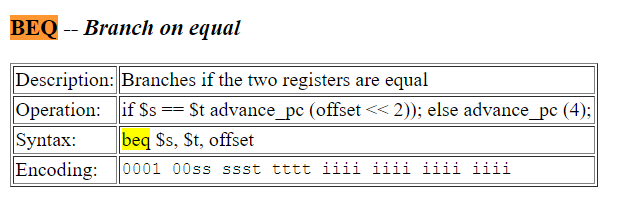 BEQ -- Branch on equal
Description: Branches if the two registers are equal
Operation: if $s == $t advance_pc (offset << 2)); else advance_pc (4);
Syntax: beq $s, $t, offset
Encoding: 0001 00ss ssst tttt iiii iiii iiii iiii